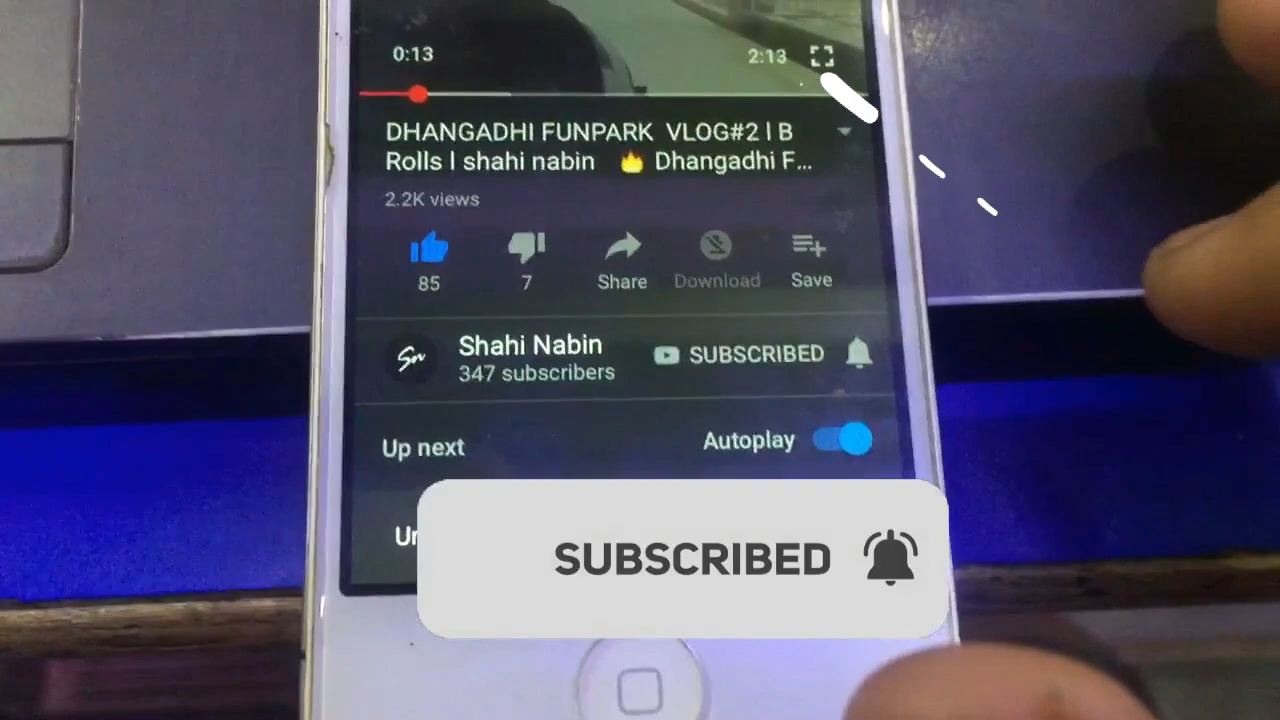 0:13
2:13
DHANGADHI FUNPARK VLOG#2 l B
Rolls l shahi nabin 🔥 Dhangadhi F...
2.2K views
85
7
Share
Download
Save
Sn
Shahi Nabin
347 subscribers
SUBSCRIBED
Up next
Autoplay
SUBSCRIBED